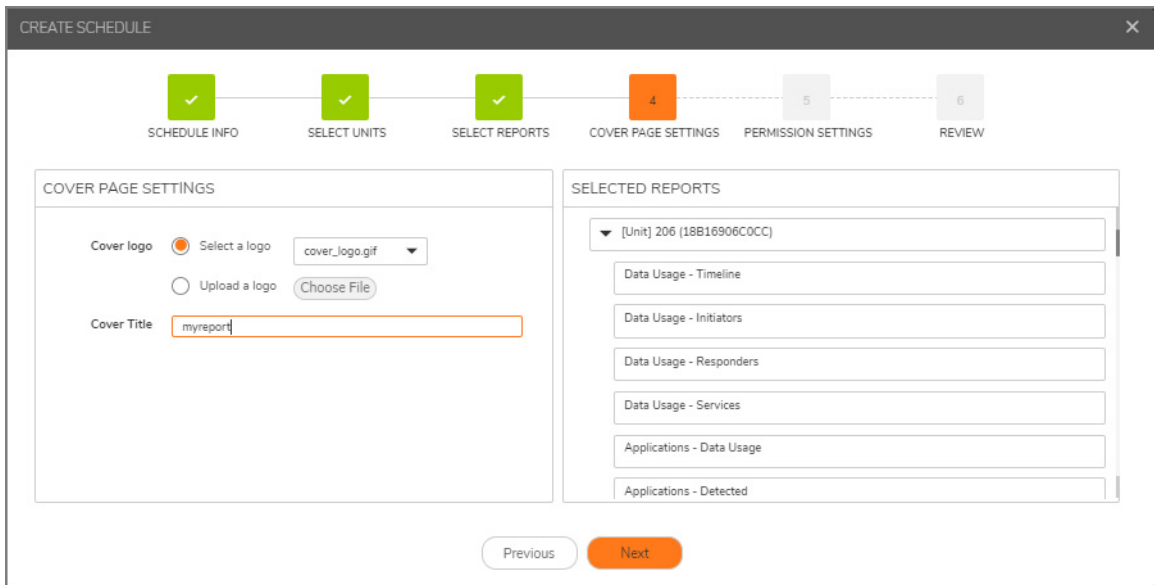 CREATE SCHEDULE
4
5
6
SCHEDULE INFO
SELECT UNITS
SELECT REPORTS
COVER PAGE SETTINGS
PERMISSION SETTINGS
REVIEW
COVER PAGE SETTINGS
Cover logo
Select a logo
cover_logo.gif
Upload a logo
Choose File
Cover Title
myreport
SELECTED REPORTS
[Unit] 206 (18B16906C0CC)
Data Usage - Timeline
Data Usage - Initiators
Data Usage - Responders
Data Usage - Services
Applications - Data Usage
Applications - Detected
Previous
Next